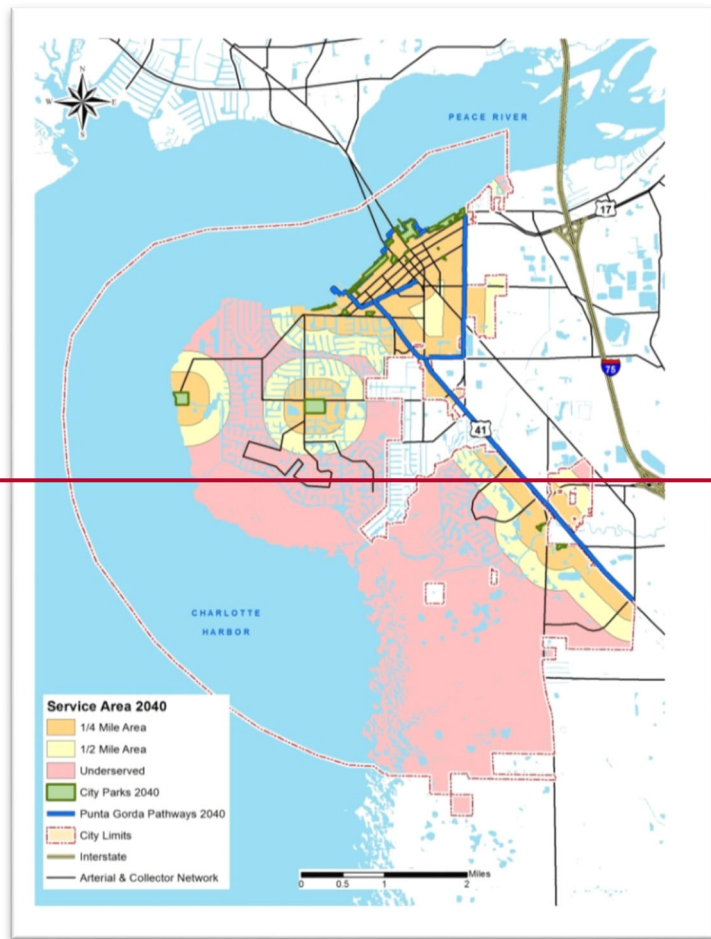 N
W E
S
PEACE RIVER
17
75
41
CHARLOTTE
HARBOR
Service Area 2040
1/4 Mile Area
1/2 Mile Area
Underserved
City Parks 2040
Punta Gorda Pathways 2040
City Limits
Interstate
Arterial & Collector Network
Miles
0 0.5 1 2